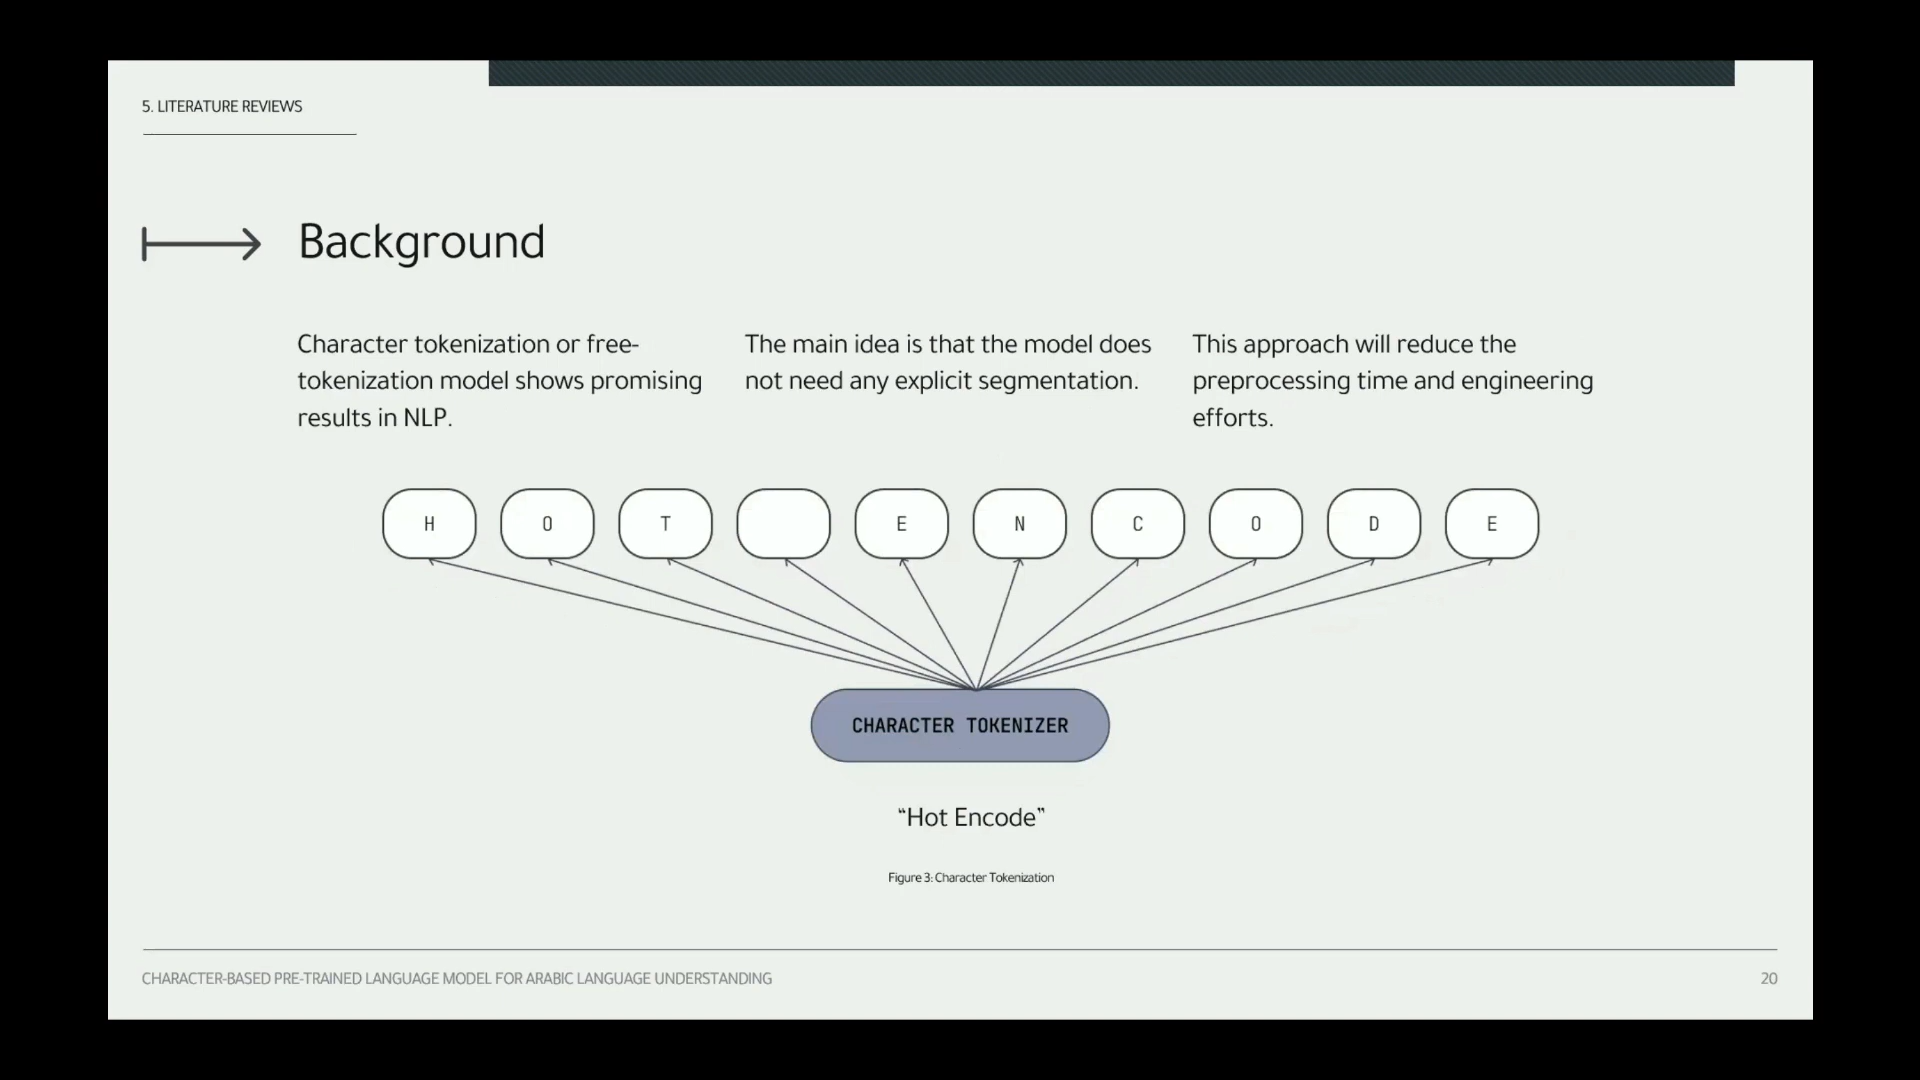 5. LITERATURE REVIEWS
Background
Character tokenization or free-
tokenization model shows promising
results in NLP.
The main idea is that the model does
not need any explicit segmentation.
This approach will reduce the
preprocessing time and engineering
efforts.
H O T E N C O D E
CHARACTER TOKENIZER
“Hot Encode”
Figure 3: Character Tokenization
CHARACTER-BASED PRE-TRAINED LANGUAGE MODEL FOR ARABIC LANGUAGE UNDERSTANDING
20